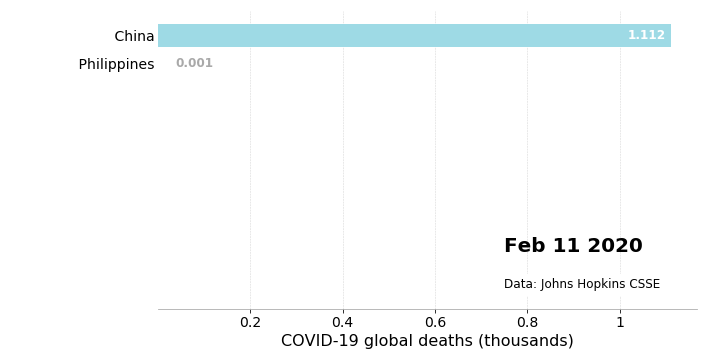 China 1.112
Philippines 0.001
Feb 11 2020
Data: Johns Hopkins CSSE
0.2 0.4 0.6 0.8 1
COVID-19 global deaths (thousands)